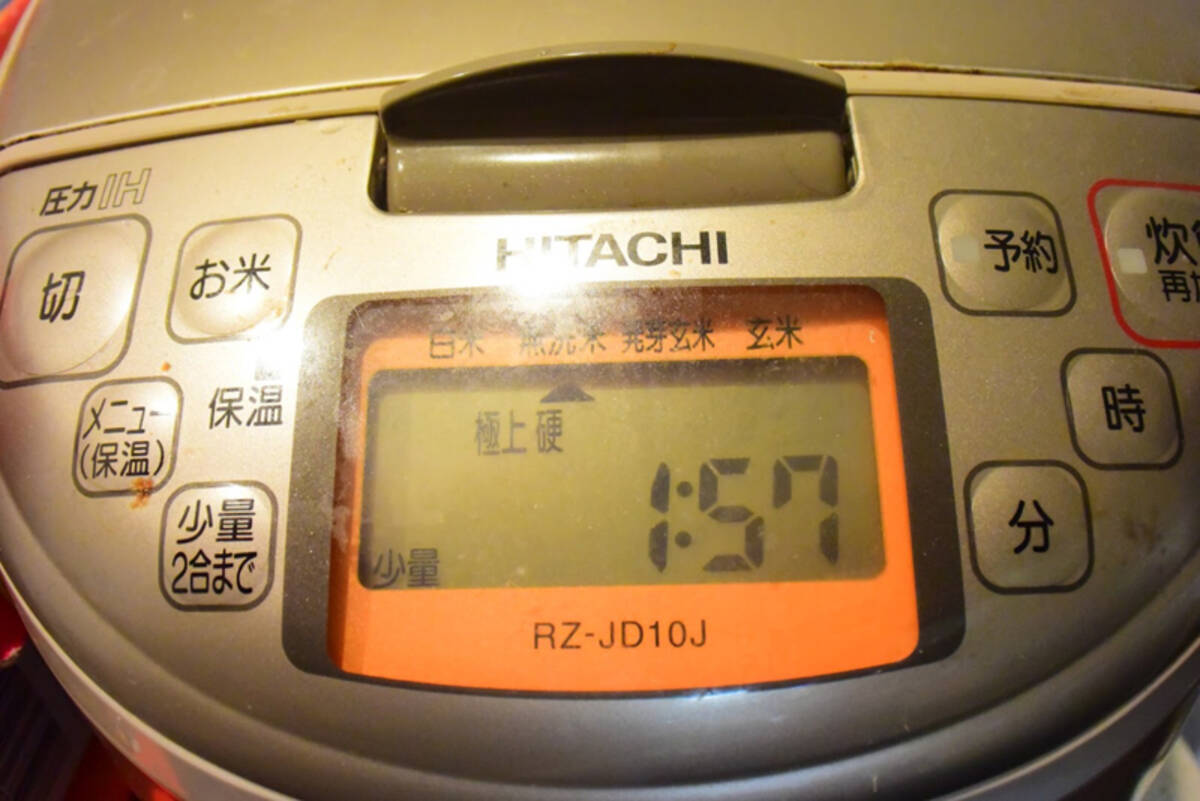 圧力IH
切
お米
HITACHI
予約
炊
再
白米 無洗米 発芽玄米 玄米
メニュー
(保温)
保温
極上 硬
1:57
時
少量
2合まで
少量
分
RZ-JD10J